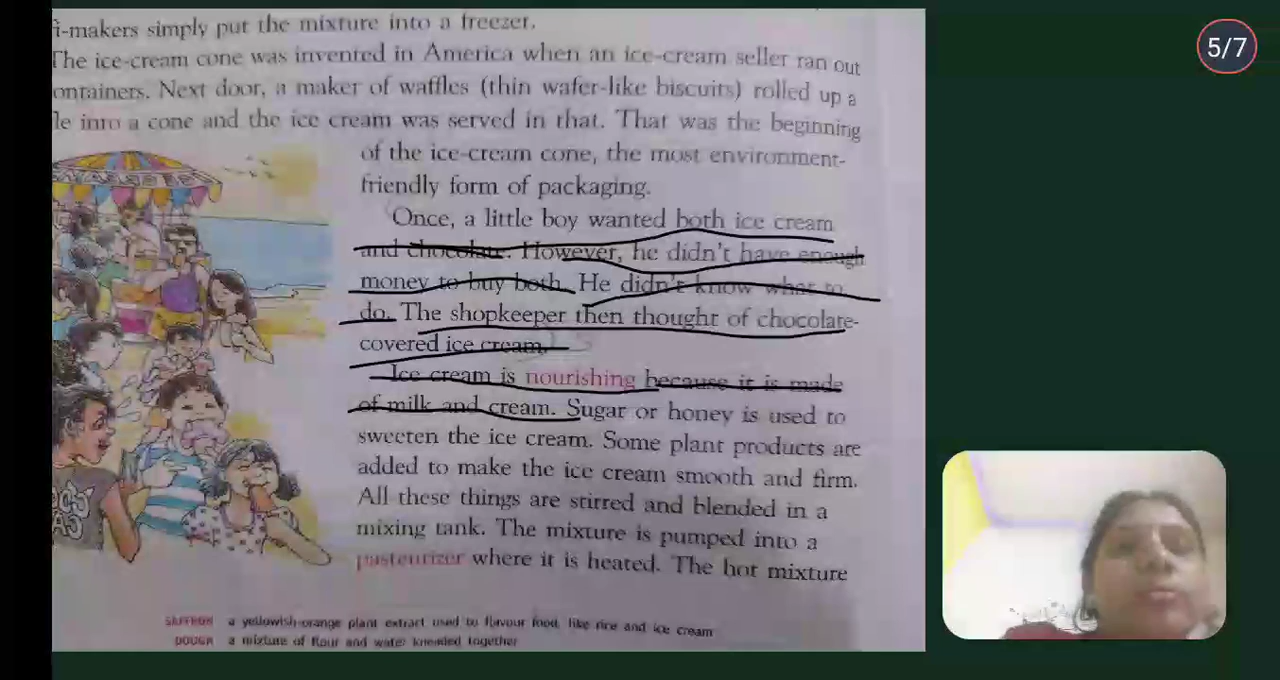 i-makers simply put the mixture into a freezer.
The ice-cream cone was invented in America when an ice-cream seller ran out
ontainers. Next door, a maker of waffles (thin wafer-like biscuits) rolled up a
le into a cone and the ice cream was served in that. That was the beginning
of the ice-cream cone, the most environment-
friendly form of packaging.
Once, a little boy wanted both ice cream
and chocolate. However, he didn't have enough
money to buy both. He didn't know what to
do. The shopkeeper then thought of chocolate-
covered ice cream.
Ice cream is nourishing because it is made
of milk and cream. Sugar or honey is used to
sweeten the ice cream. Some plant products are
added to make the ice cream smooth and firm.
All these things are stirred and blended in a
mixing tank. The mixture is pumped into a
pasteurizer where it is heated. The hot mixture
SAFFRON a yellowish-orange plant extract used to flavour food, like rice and ice cream
DOUGH a mixture of flour and water kneaded together
5/7